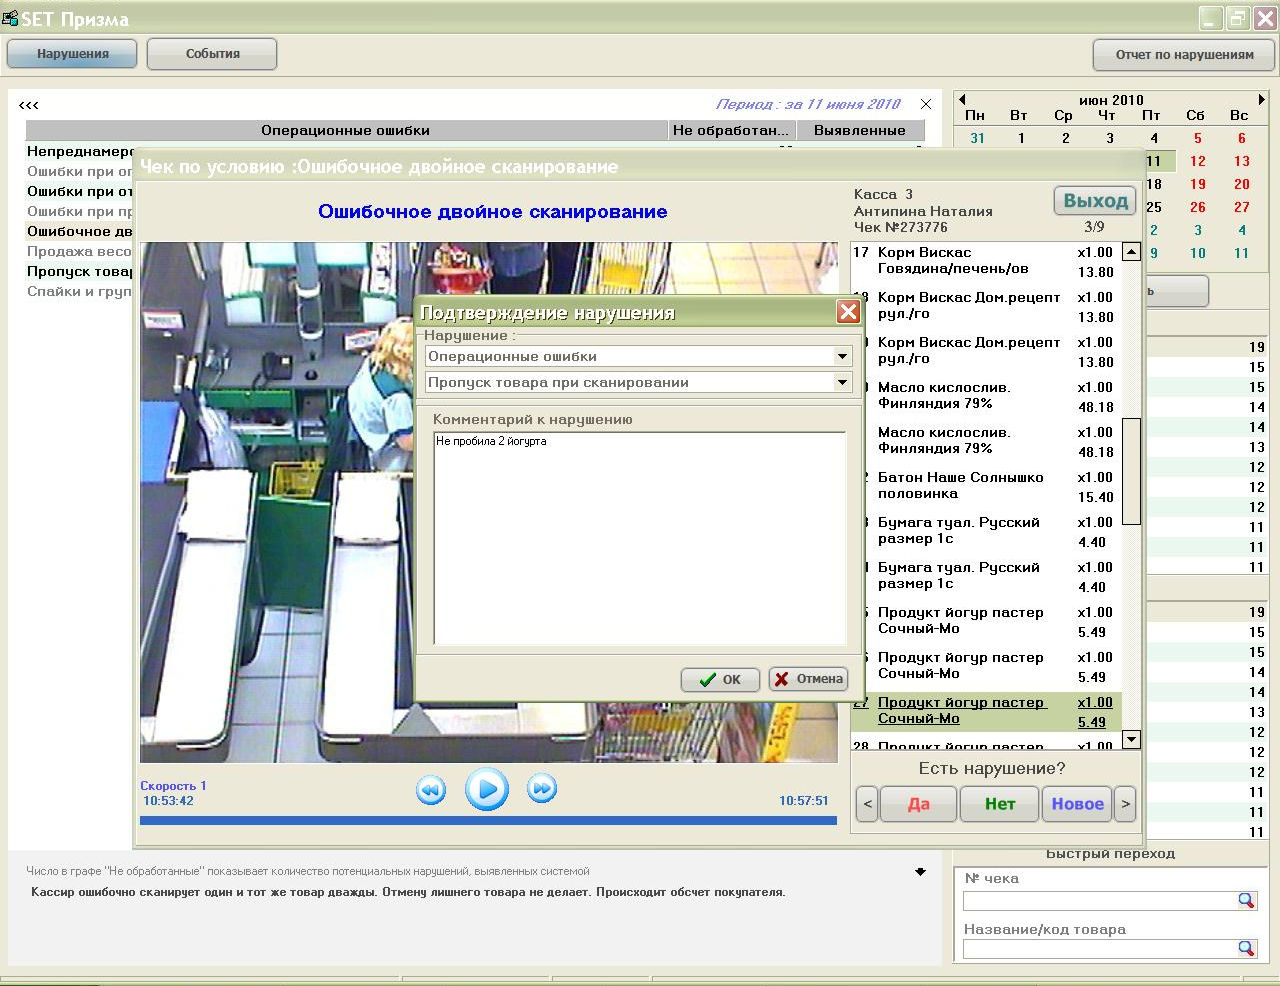 SET Призма
Нарушения
События
Отчет по нарушениям
<<<
Период : за 11 июня 2010
Операционные ошибки
Не обработан...
Выявленные
Непреднамер
Ошибки при о
Ошибки при от
Ошибки при пр
Ошибочное дв
Продажа весо
Пропуск товар
Спайки и груп
июн 2010
Пн Вт Ср Чт Пт Сб Вс
31 1 2 3 4 5 6
11 12 13
18 19 20
25 26 27
2 3 4
9 10 11
ь
19
15
15
14
14
13
12
12
12
11
11
11
19
15
15
14
14
13
12
12
12
11
11
11
Чек по условию :Ошибочное двойное сканирование
Ошибочное двойное сканирование
Касса 3
Антипина Наталия
Чек №273776
3/9
Выход
17 Корм Вискас x1.00
Говядина/печень/ов 13.80
Корм Вискас Дом.рецепт x1.00
рул./го 13.80
Корм Вискас Дом.рецепт x1.00
рул./го 13.80
Масло кислослив. x1.00
Финляндия 79% 48.18
Масло кислослив. x1.00
Финляндия 79% 48.18
Батон Наше Солнышко x1.00
половинка 15.40
Бумага туал. Русский x1.00
размер 1с 4.40
Бумага туал. Русский x1.00
размер 1с 4.40
Продукт йогур пастер x1.00
Сочный-Мо 5.49
Продукт йогур пастер x1.00
Сочный-Мо 5.49
27 Продукт йогур пастер x1.00
Сочный-Мо 5.49
28 Продукт йогур пастер x1.00
Есть нарушение?
<
Да
Нет
Новое
>
Подтверждение нарушения
Нарушение :
Операционные ошибки
Пропуск товара при сканировании
Комментарий к нарушению
Не пробила 2 йогурта
OK
Отмена
Скорость 1
10:53:42
10:57:51
Число в графе "Не обработанные" показывает количество потенциальных нарушений, выявленных системой
Кассир ошибочно сканирует один и тот же товар дважды. Отмену лишнего товара не делает. Происходит обсчет покупателя.
Быстрый переход
№ чека
Название/код товара